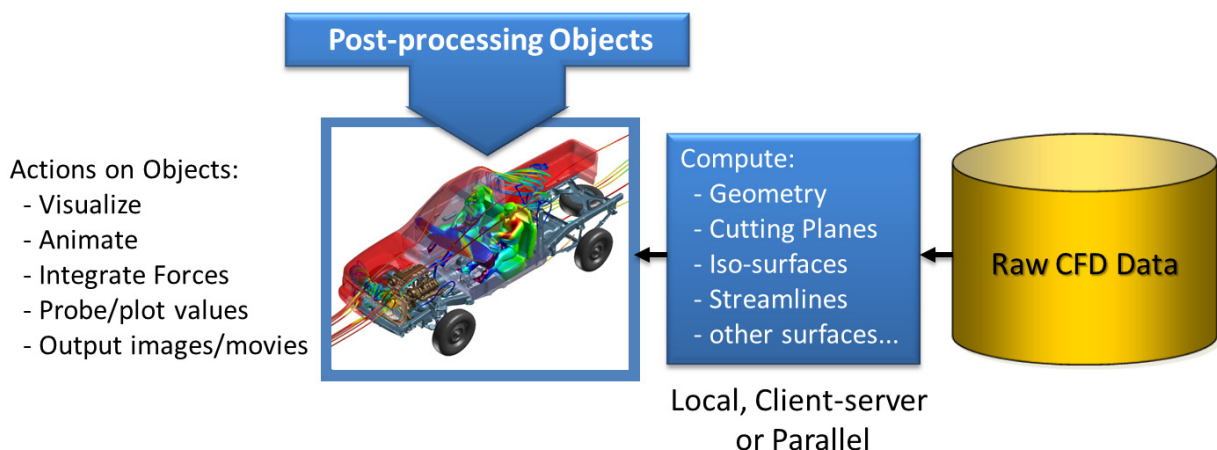 Post-processing Objects
Actions on Objects:
- Visualize
- Animate
- Integrate Forces
- Probe/plot values
- Output images/movies
Compute:
- Geometry
- Cutting Planes
- Iso-surfaces
- Streamlines
- other surfaces...
Local, Client-server
or Parallel
Raw CFD Data